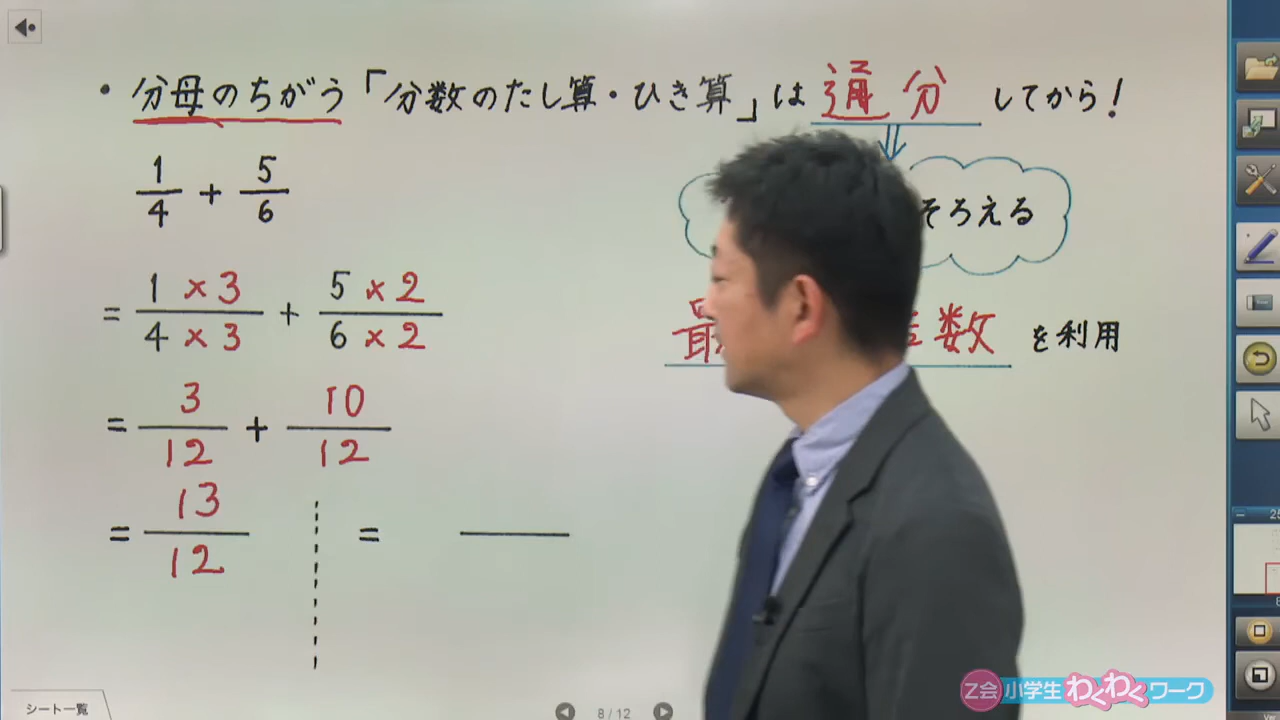 ・分母のちがう「分数のたし算・ひき算」は 通分 してから!
そろえる
数 を利用
1/4 + 5/6
= 1×3/4×3 + 5×2/6×2
= 3/12 + 10/12
= 13/12 =
シート一覧
8/12
Z会 小学生 わくわくワーク